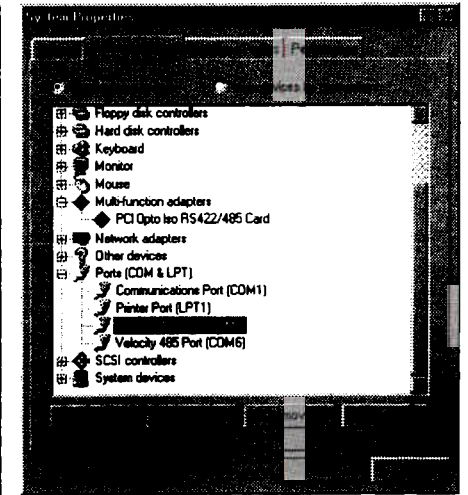 System Properties
Floppy disk controllers
Hard disk controllers
Keyboard
Monitor
Mouse
Multi-function adapters
PCI Opto Iso RS422/485 Card
Network adapters
Other devices
Ports (COM & LPT)
Communications Port (COM1)
Printer Port (LPT1)
Velocity 485 Port (COM6)
SCSI controllers
System devices